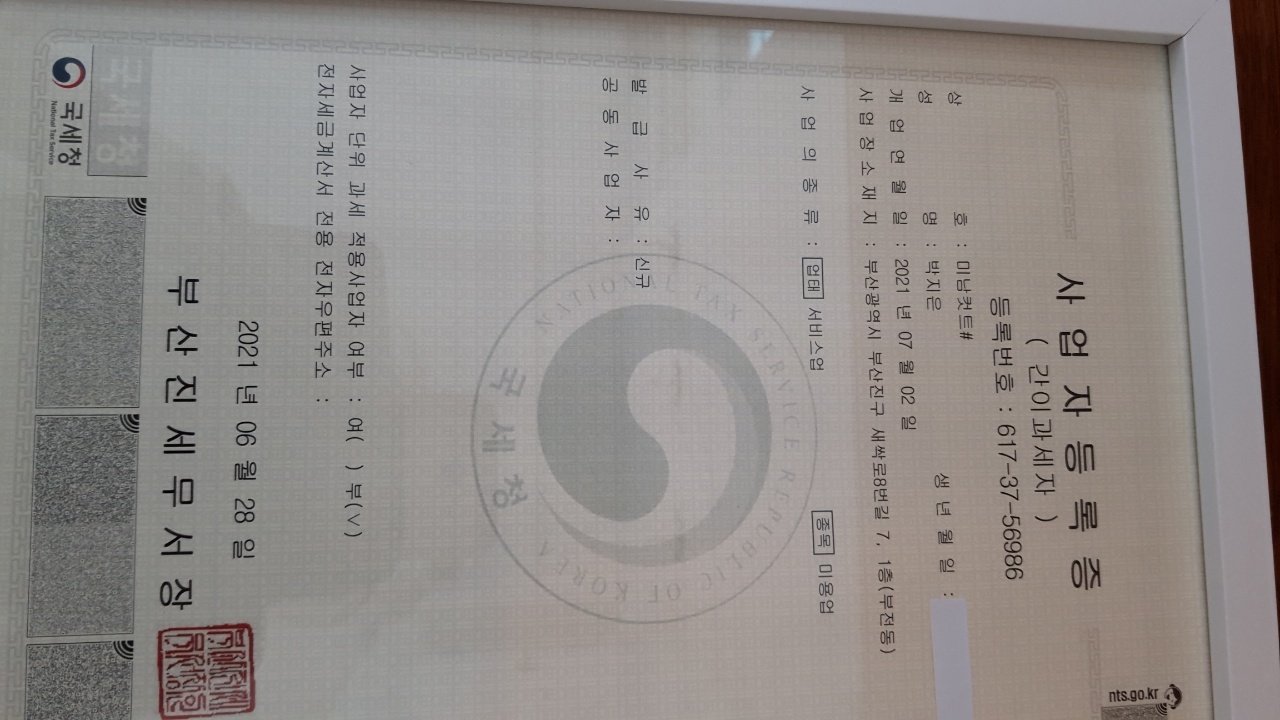 nts.go.kr
사업자등록증
( 간이과세자 )
등록번호 : 617-37-56986
상 호 : 미남컷트#
성 명 : 박지은 생 년 월 일 :
개 업 연 월 일 : 2021 년 07 월 02 일
사 업 장 소 재 지 : 부산광역시 부산진구 새싹로8번길 7, 1층(부전동)
사 업 의 종 류 : 업태 서비스업 종목 미용업
발 급 사 유 : 신규
공 동 사 업 자 :
NATIONAL TAX SERVICE REPUBLIC OF KOREA
국세청
사업자 단위 과세 적용사업자 여부 : 여( ) 부(∨)
전자세금계산서 전용 전자우편주소 :
2021 년 06 월 28 일
부산진세무서장
국세청
국세청
National Tax Service